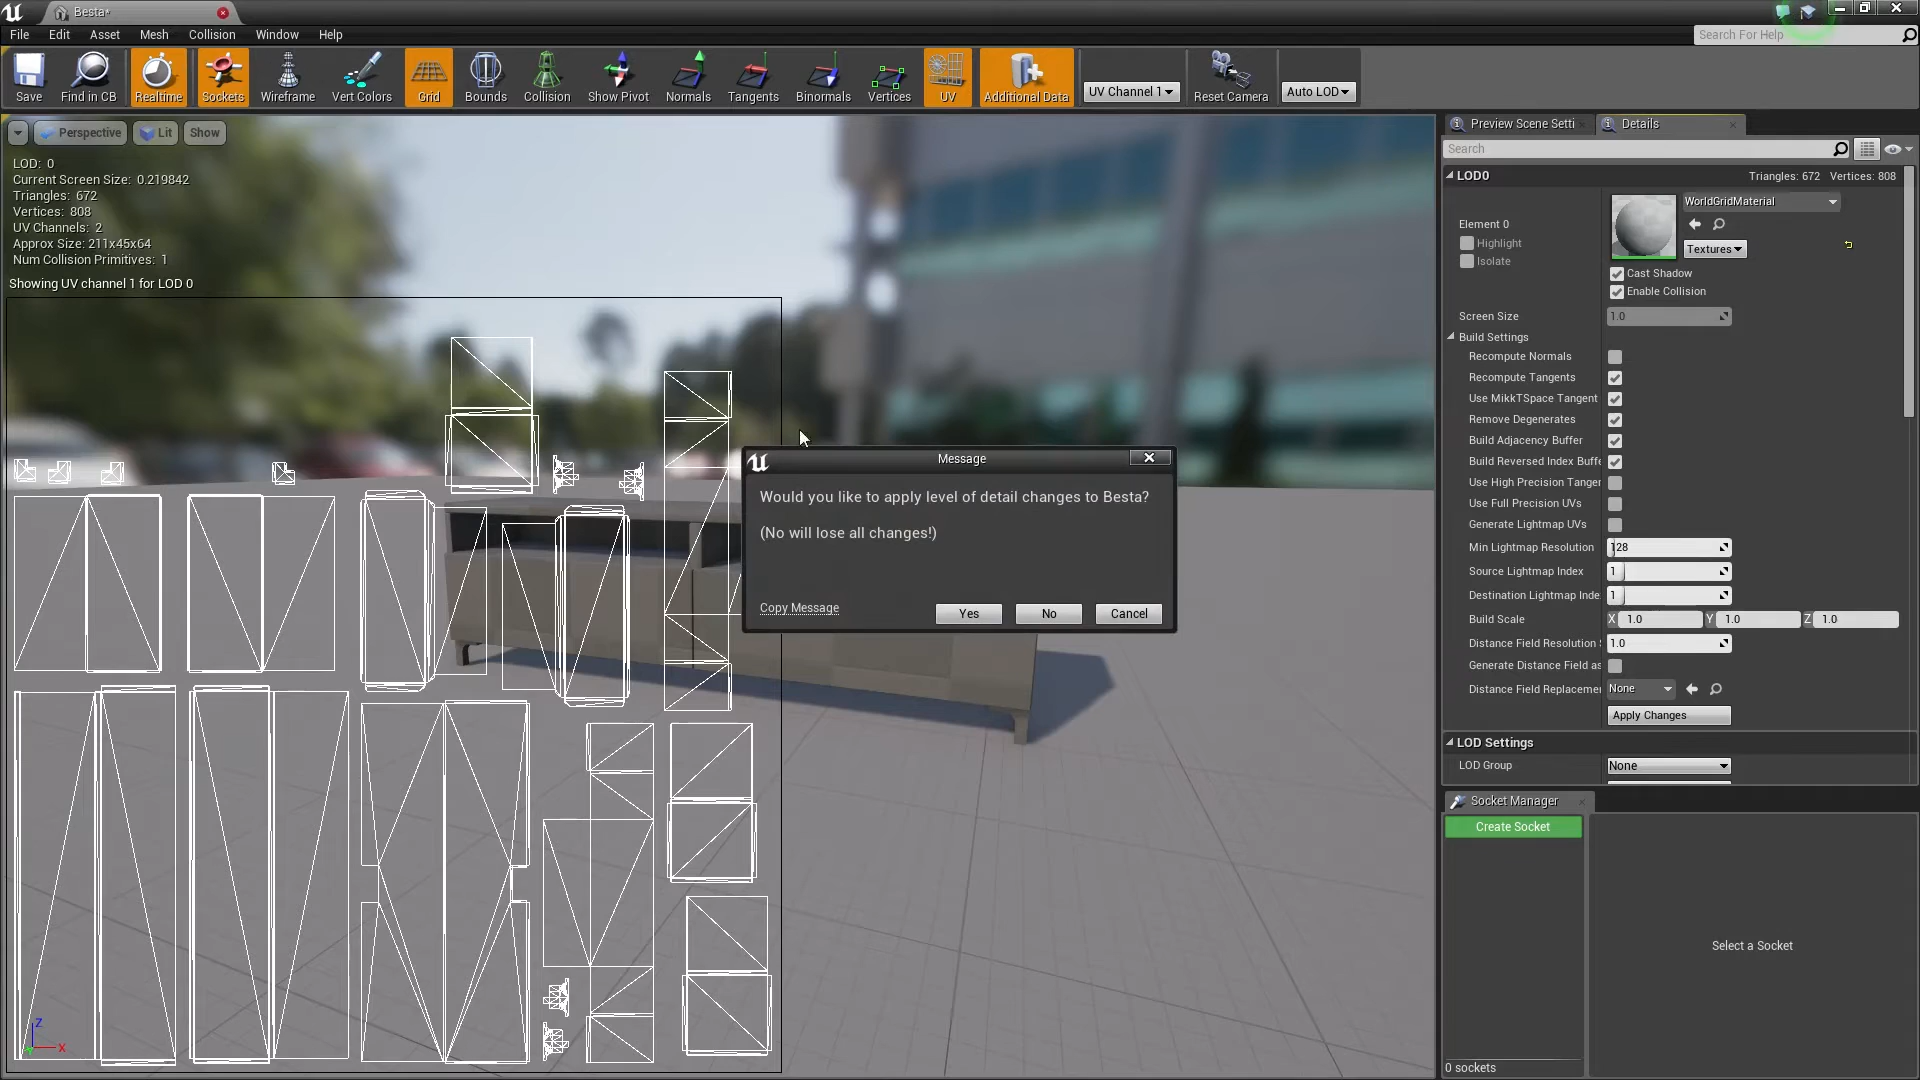 Besta*
File Edit Asset Mesh Collision Window Help
Search For Help
Save Find in CB Realtime Sockets Wireframe Vert Colors Grid Bounds Collision Show Pivot Normals Tangents Binormals Vertices UV Additional Data UV Channel 1 Reset Camera Auto LOD
Perspective Lit Show
LOD: 0
Current Screen Size: 0.219842
Triangles: 672
Vertices: 808
UV Channels: 2
Approx Size: 211x45x64
Num Collision Primitives: 1
Showing UV channel 1 for LOD 0
Z
X
Message
Would you like to apply level of detail changes to Besta?
(No will lose all changes!)
Copy Message Yes No Cancel
Preview Scene Setti Details
Search
LOD0 Triangles: 672 Vertices: 808
WorldGridMaterial
Element 0
Highlight
Isolate
Textures
Cast Shadow
Enable Collision
Screen Size 1.0
Build Settings
Recompute Normals
Recompute Tangents
Use MikkTSpace Tangent
Remove Degenerates
Build Adjacency Buffer
Build Reversed Index Buffe
Use High Precision Tanger
Use Full Precision UVs
Generate Lightmap UVs
Min Lightmap Resolution 128
Source Lightmap Index 1
Destination Lightmap Inde 1
Build Scale X 1.0 Y 1.0 Z 1.0
Distance Field Resolution 1.0
Generate Distance Field as
Distance Field Replaceme None
Apply Changes
LOD Settings
LOD Group None
Socket Manager
Create Socket
Select a Socket
0 sockets